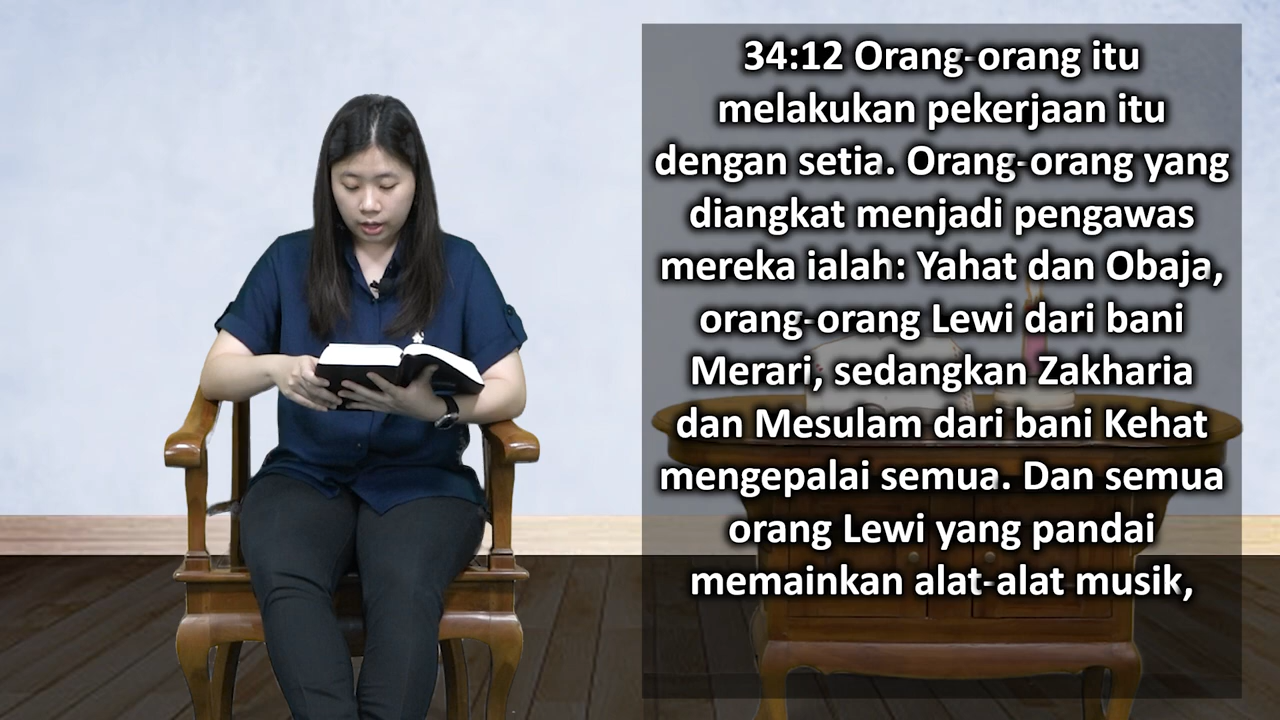 34:12 Orang-orang itu
melakukan pekerjaan itu
dengan setia. Orang-orang yang
diangkat menjadi pengawas
mereka ialah: Yahat dan Obaja,
orang-orang Lewi dari bani
Merari, sedangkan Zakharia
dan Mesulam dari bani Kehat
mengepalai semua. Dan semua
orang Lewi yang pandai
memainkan alat-alat musik,